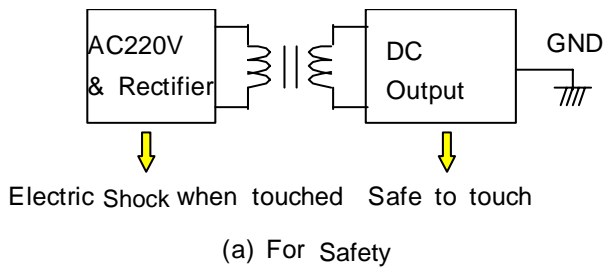 AC220V
& Rectifier
DC
Output
GND
Electric Shock when touched
Safe to touch
(a) For Safety